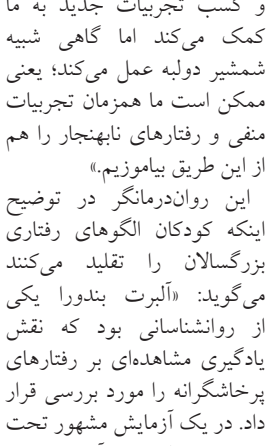 و کسب تجربیات جدید به ما
کمک می‌کند اما گاهی شبیه
شمشیر دولبه عمل می‌کند؛ یعنی
ممکن است ما همزمان تجربیات
منفی و رفتارهای نابهنجار را هم
از این طریق بیاموزیم.»
این روان‌درمانگر در توضیح
اینکه کودکان الگوهای رفتاری
بزرگسالان را تقلید می‌کنند
می‌گوید: «آلبرت بندورا یکی
از روانشناسانی بود که نقش
یادگیری مشاهده‌ای بر رفتارهای
پرخاشگرانه را مورد بررسی قرار
داد. در یک آزمایش مشهور تحت